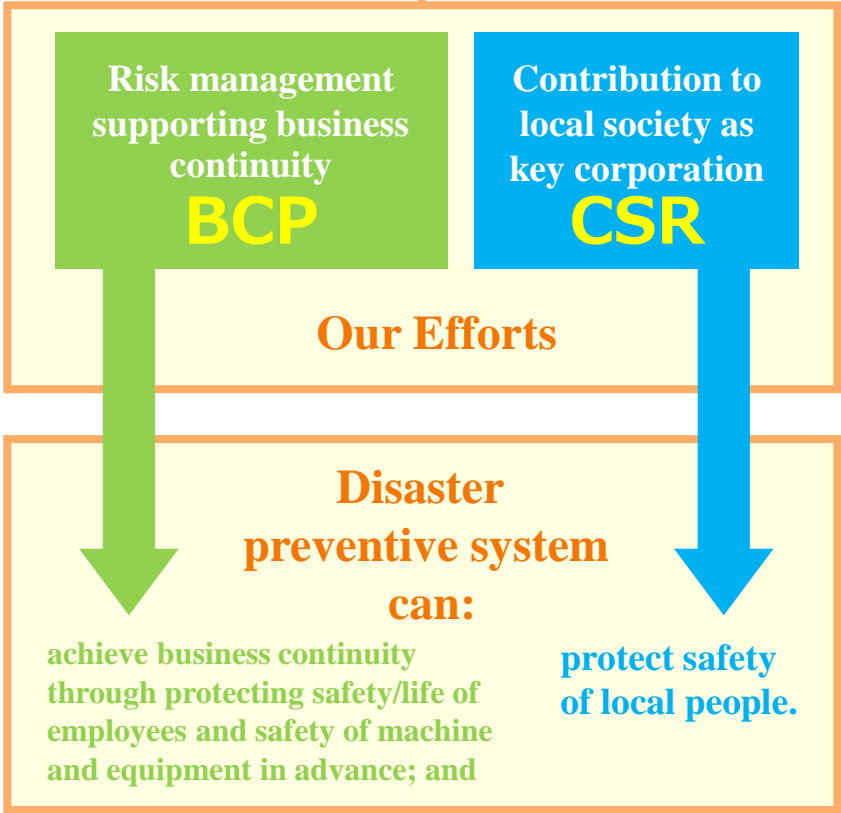 Risk management
supporting business
continuity
BCP
Contribution to
local society as
key corporation
CSR
Our Efforts
Disaster
preventive system
can:
achieve business continuity
through protecting safety/life of
employees and safety of machine
and equipment in advance; and
protect safety
of local people.